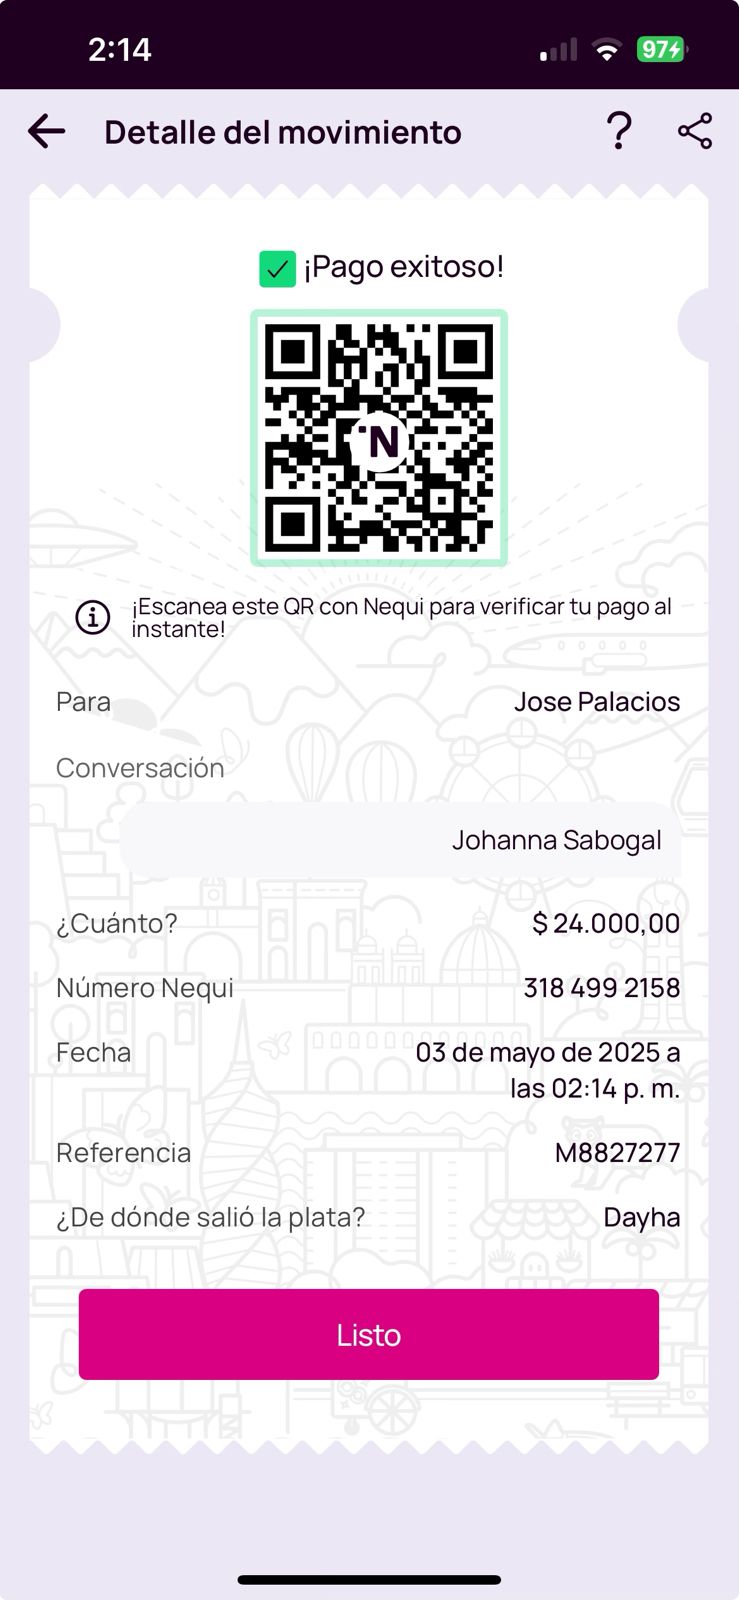 2:14
97
Detalle del movimiento
¡Pago exitoso!
N
¡Escanea este QR con Nequi para verificar tu pago al
instante!
Para Jose Palacios
Conversación
Johanna Sabogal
¿Cuánto? $ 24.000,00
Número Nequi 318 499 2158
Fecha 03 de mayo de 2025 a
las 02:14 p. m.
Referencia M8827277
¿De dónde salió la plata? Dayha
Listo